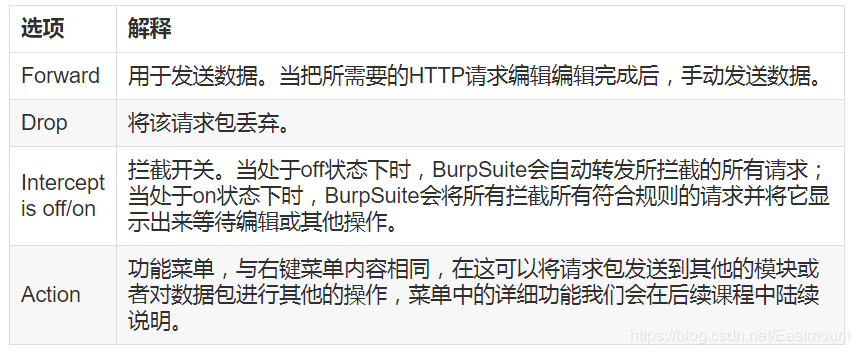 选项 解释
Forward 用于发送数据。当把所需要的HTTP请求编辑编辑完成后，手动发送数据。
Drop 将该请求包丢弃。
Intercept
is off/on
拦截开关。当处于off状态下时，BurpSuite会自动转发所拦截的所有请求；
当处于on状态下时，BurpSuite会将所有拦截所有符合规则的请求并将它显
示出来等待编辑或其他操作。
Action
功能菜单，与右键菜单内容相同，在这可以将请求包发送到其他的模块或
者对数据包进行其他的操作，菜单中的详细功能我们会在后续课程中陆续
说明。
https://blog.csdn.net/Eastmount